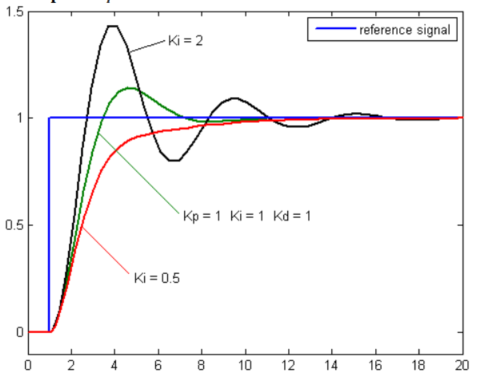 1.5
reference signal
Ki = 2
1
Kp = 1 Ki = 1 Kd = 1
0.5
Ki = 0.5
0
0 2 4 6 8 10 12 14 16 18 20